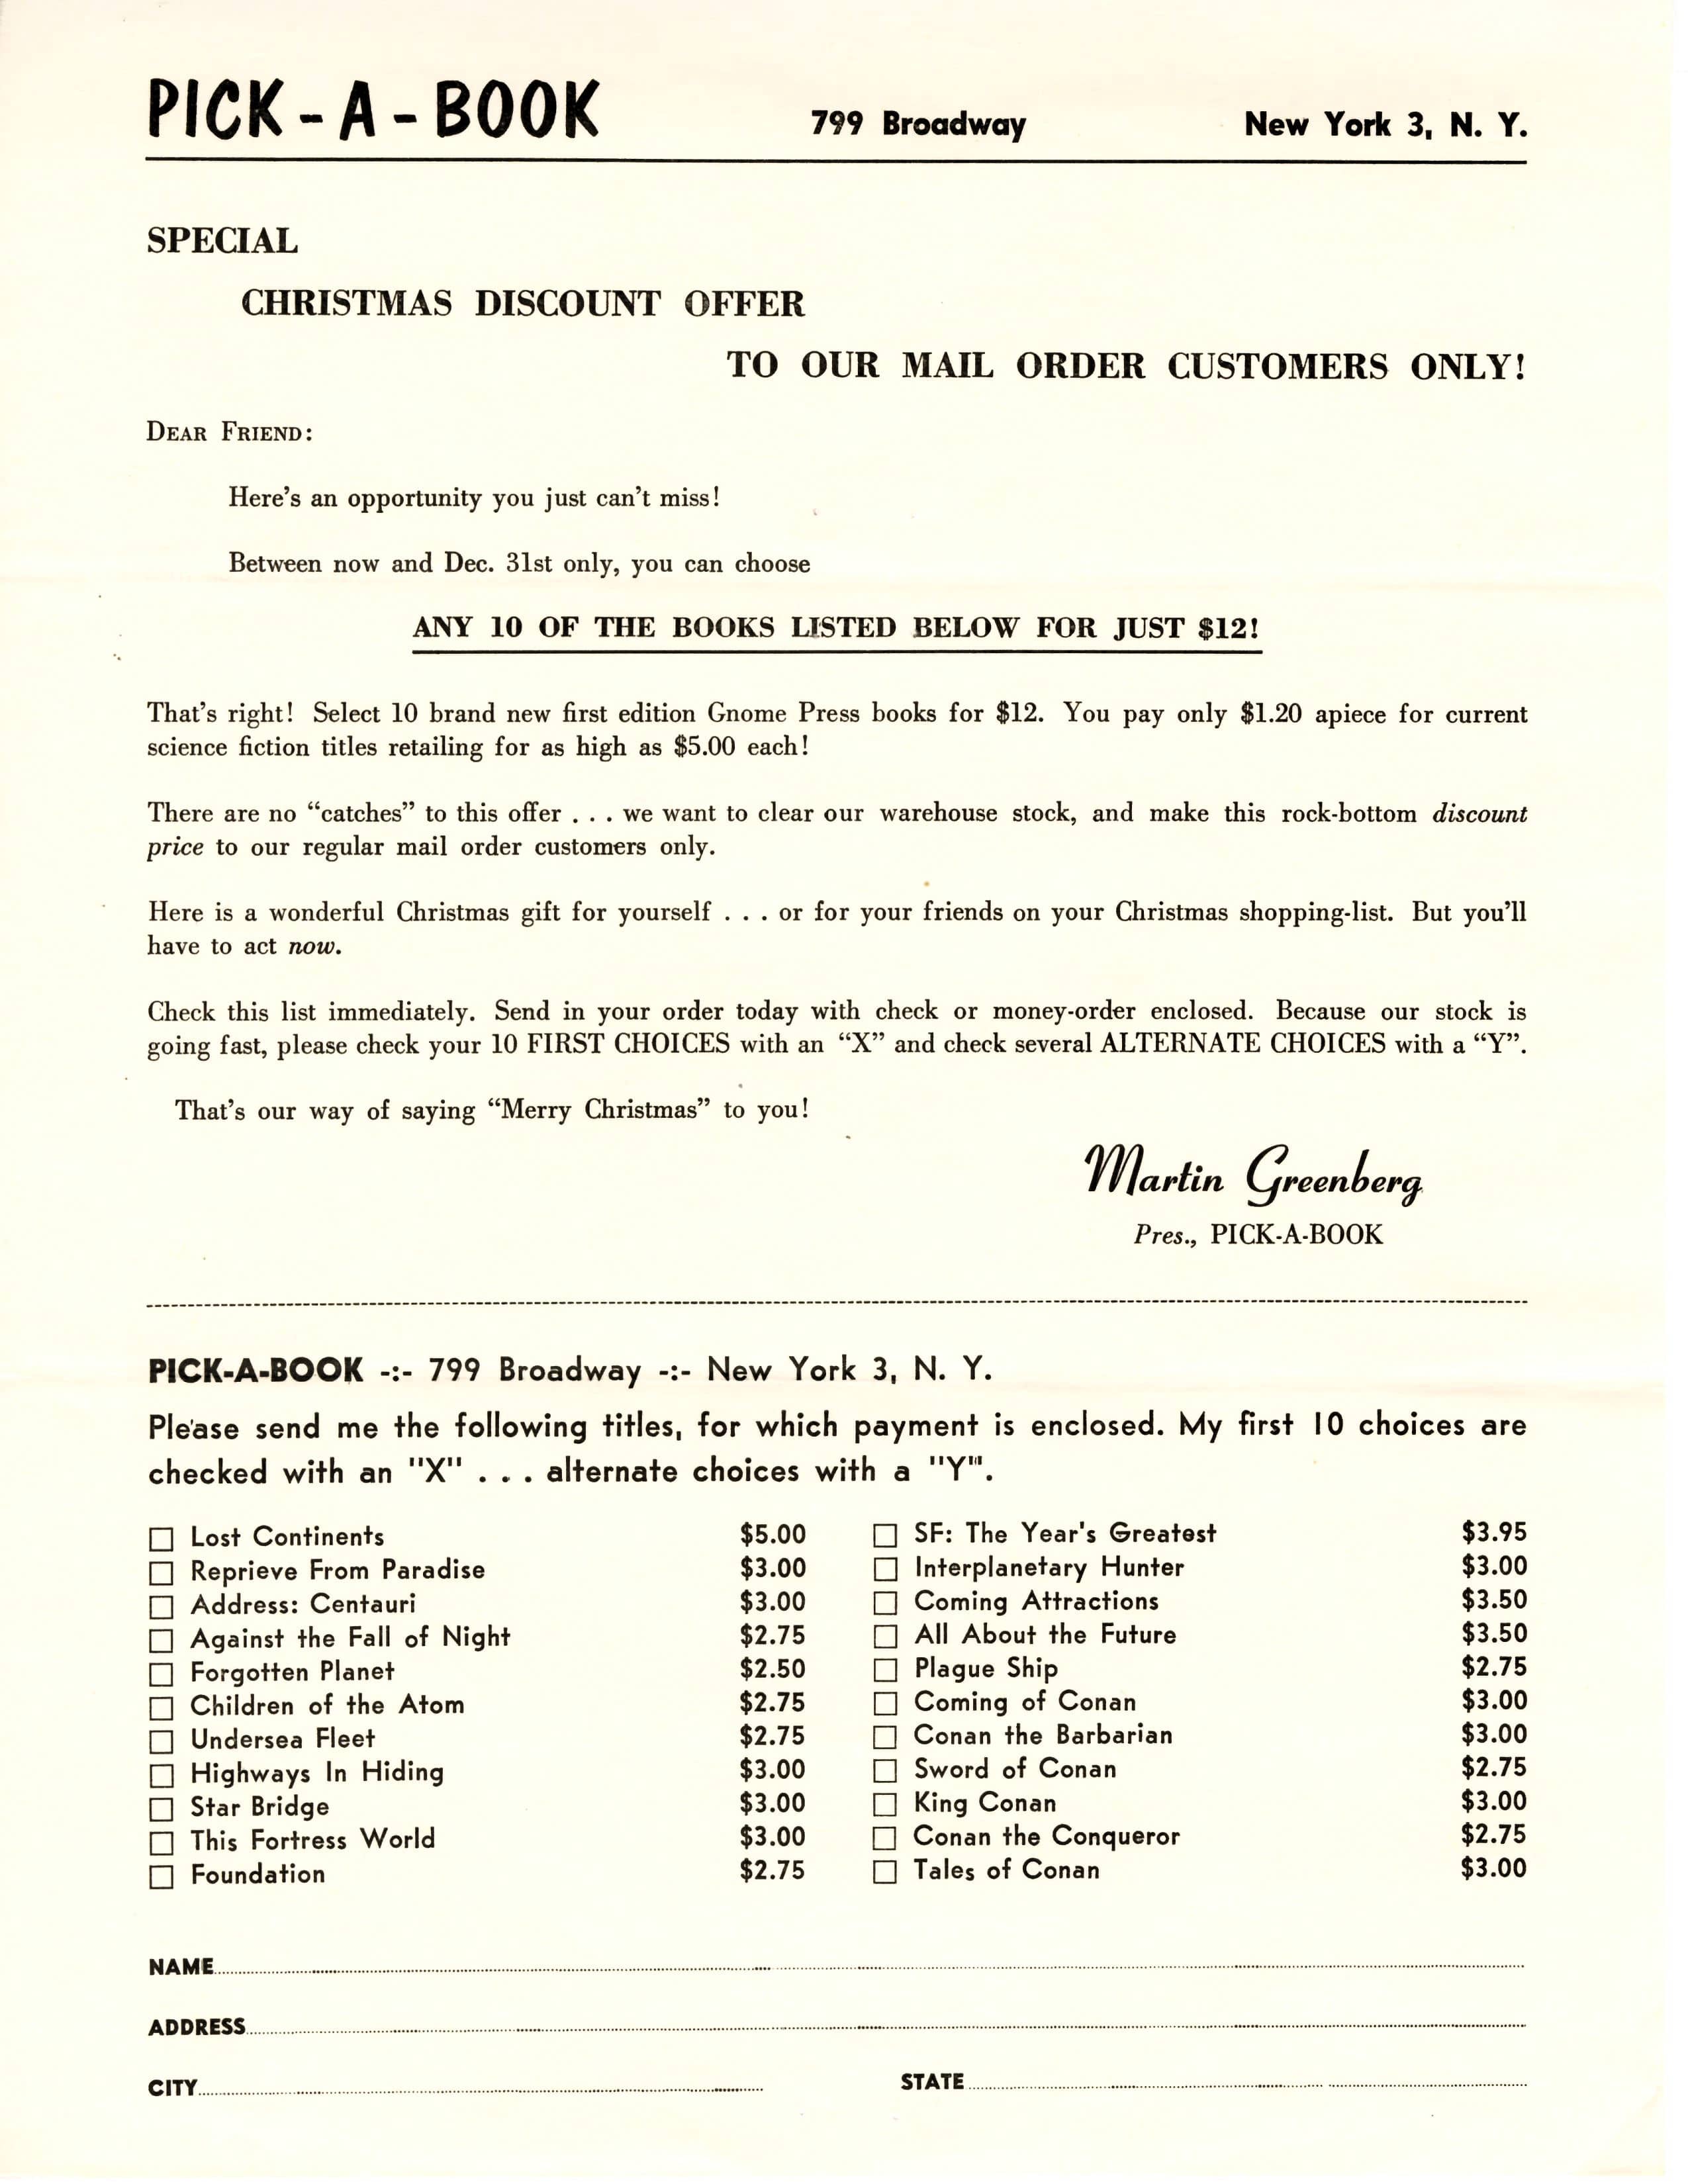 PICK-A-BOOK 799 Broadway New York 3, N. Y.
SPECIAL
CHRISTMAS DISCOUNT OFFER
TO OUR MAIL ORDER CUSTOMERS ONLY!
DEAR FRIEND:
Here's an opportunity you just can't miss!
Between now and Dec. 31st only, you can choose
ANY 10 OF THE BOOKS LISTED BELOW FOR JUST $12!
That's right! Select 10 brand new first edition Gnome Press books for $12. You pay only $1.20 apiece for current
science fiction titles retailing for as high as $5.00 each!
There are no “catches” to this offer . . . we want to clear our warehouse stock, and make this rock-bottom discount
price to our regular mail order customers only.
Here is a wonderful Christmas gift for yourself . . . or for your friends on your Christmas shopping-list. But you'll
have to act now.
Check this list immediately. Send in your order today with check or money-order enclosed. Because our stock is
going fast, please check your 10 FIRST CHOICES with an “X” and check several ALTERNATE CHOICES with a “Y”.
That's our way of saying “Merry Christmas” to you!
Martin Greenberg
Pres., PICK-A-BOOK
PICK-A-BOOK -:- 799 Broadway -:- New York 3, N. Y.
Please send me the following titles, for which payment is enclosed. My first 10 choices are
checked with an "X" . . . alternate choices with a "Y".
☐ Lost Continents $5.00
☐ Reprieve From Paradise $3.00
☐ Address: Centauri $3.00
☐ Against the Fall of Night $2.75
☐ Forgotten Planet $2.50
☐ Children of the Atom $2.75
☐ Undersea Fleet $2.75
☐ Highways In Hiding $3.00
☐ Star Bridge $3.00
☐ This Fortress World $3.00
☐ Foundation $2.75
☐ SF: The Year's Greatest $3.95
☐ Interplanetary Hunter $3.00
☐ Coming Attractions $3.50
☐ All About the Future $3.50
☐ Plague Ship $2.75
☐ Coming of Conan $3.00
☐ Conan the Barbarian $3.00
☐ Sword of Conan $2.75
☐ King Conan $3.00
☐ Conan the Conqueror $2.75
☐ Tales of Conan $3.00
NAME
ADDRESS
CITY STATE